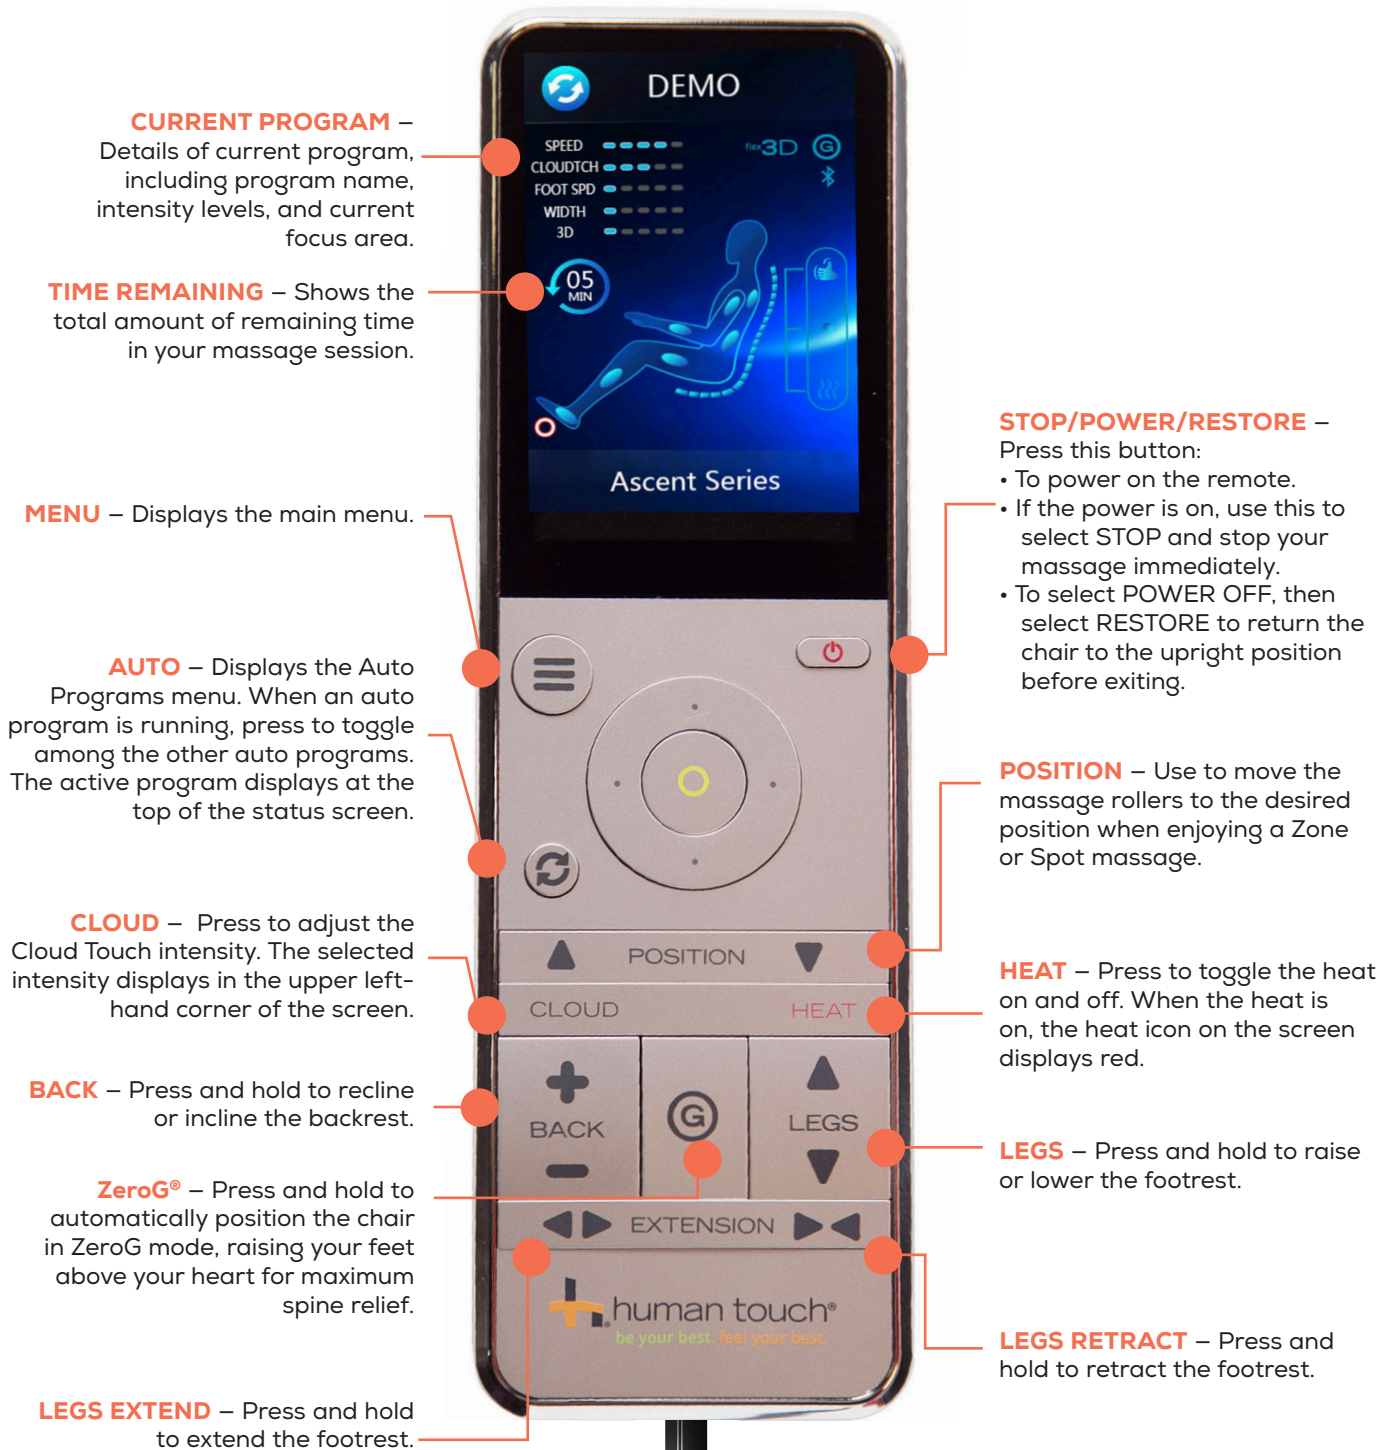 DEMO
SPEED
CLOUDTCH
FOOT SPD
WIDTH
3D
flex3D G
05
MIN
Ascent Series
CURRENT PROGRAM –
Details of current program,
including program name,
intensity levels, and current
focus area.
TIME REMAINING – Shows the
total amount of remaining time
in your massage session.
MENU – Displays the main menu.
AUTO – Displays the Auto
Programs menu. When an auto
program is running, press to toggle
among the other auto programs.
The active program displays at the
top of the status screen.
CLOUD – Press to adjust the
Cloud Touch intensity. The selected
intensity displays in the upper left-
hand corner of the screen.
BACK – Press and hold to recline
or incline the backrest.
ZeroG® – Press and hold to
automatically position the chair
in ZeroG mode, raising your feet
above your heart for maximum
spine relief.
LEGS EXTEND – Press and hold
to extend the footrest.
POSITION
CLOUD HEAT
BACK
G
LEGS
EXTENSION
human touch®
be your best. feel your best.
STOP/POWER/RESTORE –
Press this button:
• To power on the remote.
• If the power is on, use this to
select STOP and stop your
massage immediately.
• To select POWER OFF, then
select RESTORE to return the
chair to the upright position
before exiting.
POSITION – Use to move the
massage rollers to the desired
position when enjoying a Zone
or Spot massage.
HEAT – Press to toggle the heat
on and off. When the heat is
on, the heat icon on the screen
displays red.
LEGS – Press and hold to raise
or lower the footrest.
LEGS RETRACT – Press and
hold to retract the footrest.